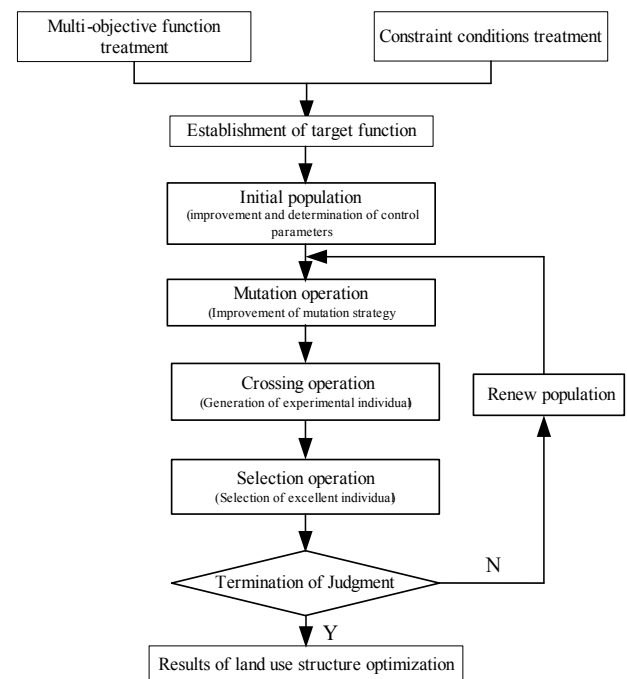 Multi-objective function
treatment
Constraint conditions treatment
Establishment of target function
Initial population
(improvement and determination of control
parameters
Mutation operation
(Improvement of mutation strategy
Crossing operation
(Generation of experimental individual)
Renew population
Selection operation
(Selection of excellent individual)
Termination of Judgment
N
Y
Results of land use structure optimization